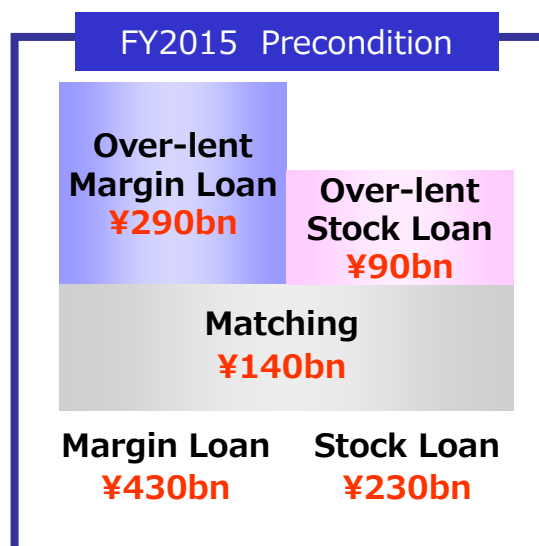 FY2015 Precondition
Over-lent
Margin Loan
¥290bn
Over-lent
Stock Loan
¥90bn
Matching
¥140bn
Margin Loan
¥430bn
Stock Loan
¥230bn